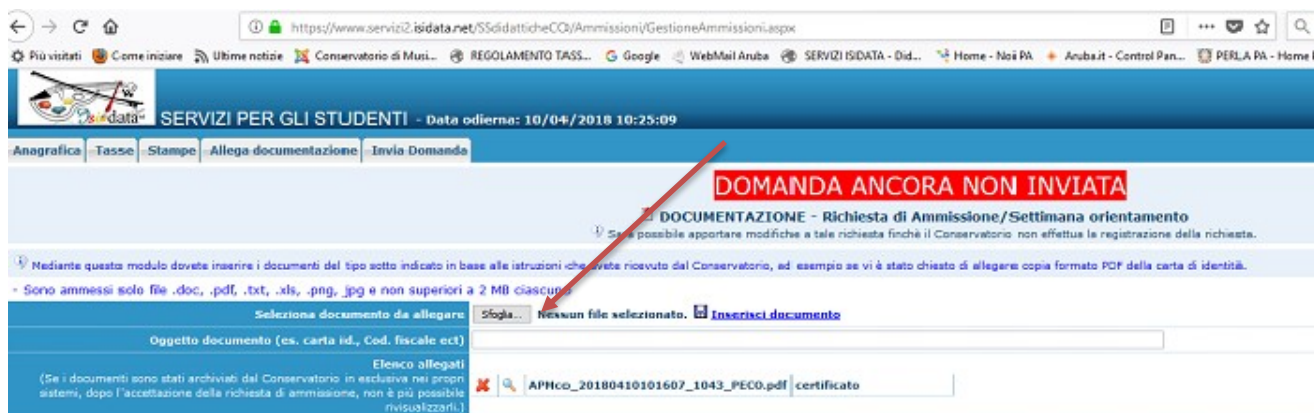 https://www.servizi2.isidata.net/SSdidatticheCO/Ammissioni/GestioneAmmissioni.aspx
Più visitati Come iniziare Ultime notizie Conservatorio di Musi... REGOLAMENTO TASS... Google WebMail Aruba SERVIZI ISIDATA - Did... Home - Noi PA Aruba.it - Control Pan... PERLA PA - Home
Isidata SERVIZI PER GLI STUDENTI - Data odierna: 10/04/2018 10:25:09
Anagrafica Tasse Stampe Allega documentazione Invia Domanda
DOMANDA ANCORA NON INVIATA
DOCUMENTAZIONE - Richiesta di Ammissione/Settimana orientamento
Sarà possibile apportare modifiche a tale richiesta finchè il Conservatorio non effettua la registrazione della richiesta.
Mediante questo modulo dovete inserire i documenti del tipo sotto indicato in base alle istruzioni che avete ricevuto dal Conservatorio, ad esempio se vi è stato chiesto di allegare copia formato PDF della carta di identità.
- Sono ammessi solo file .doc, .pdf, .txt, .xls, .png, jpg e non superiori a 2 MB ciascuno
Seleziona documento da allegare Sfoglia... Nessun file selezionato. Inserisci documento
Oggetto documento (es. carta iid., Cod. fiscale ect)
Elenco allegati
(Se i documenti sono stati archiviati dal Conservatorio in esclusiva nei propri
sistemi, dopo l'accettazione della richiesta di ammissione, non è più possibile
rivisualizzarli.)
APMco_20180410101607_1043_PECO.pdf certificato